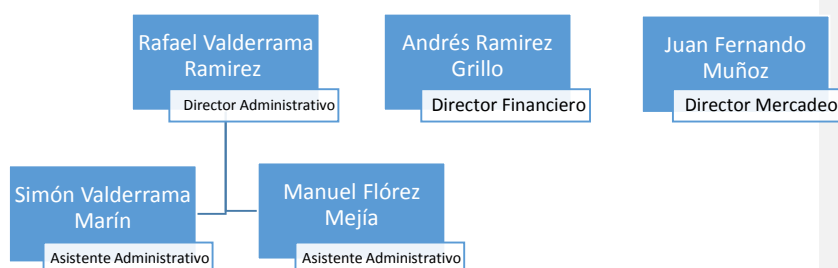 Rafael Valderrama
Ramirez
Director Administrativo
Andrés Ramirez
Grillo
Director Financiero
Juan Fernando
Muñoz
Director Mercadeo
Simón Valderrama
Marín
Asistente Administrativo
Manuel Flórez
Mejía
Asistente Administrativo